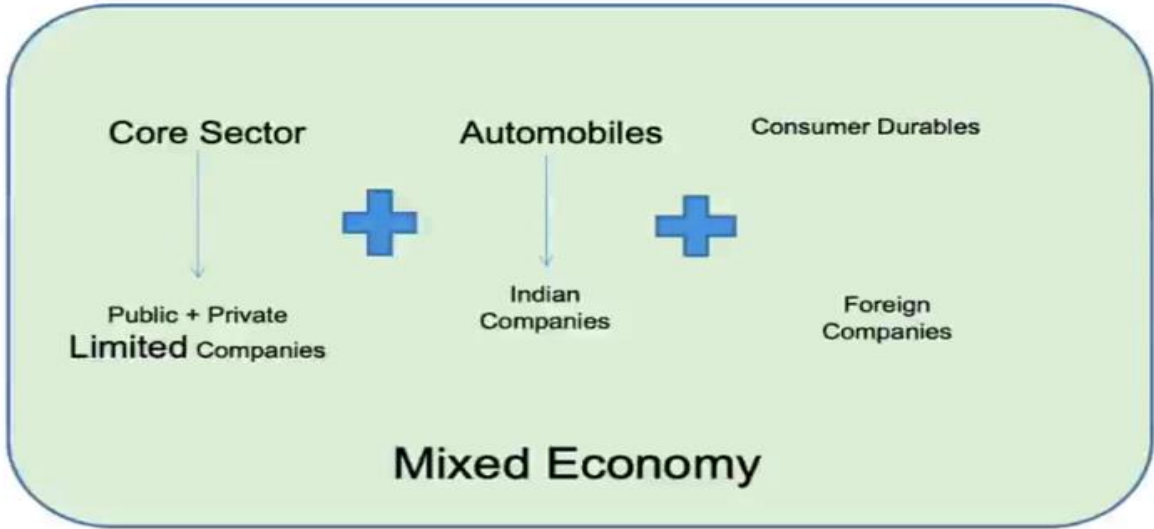 Core Sector
Automobiles
Consumer Durables
Public + Private
Limited Companies
Indian
Companies
Foreign
Companies
Mixed Economy